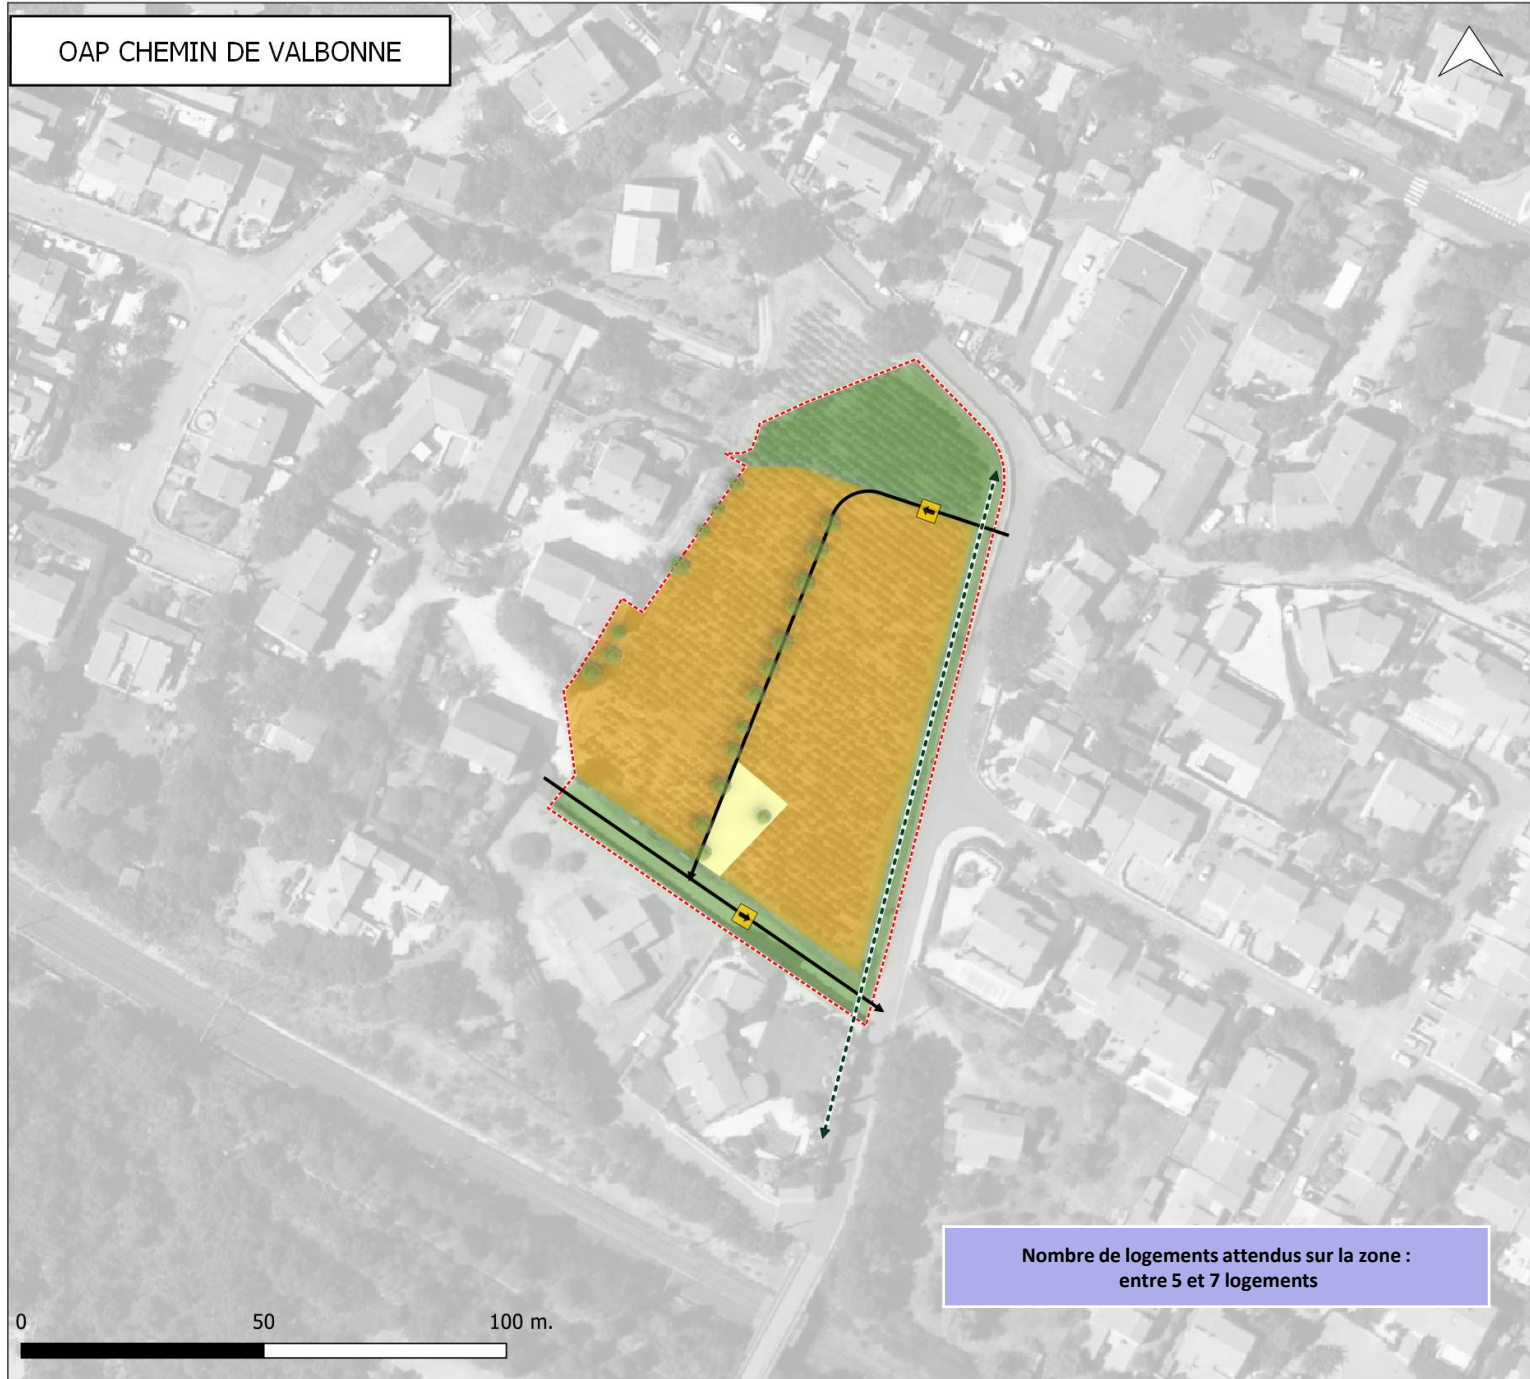 OAP CHEMIN DE VALBONNE
Nombre de logements attendus sur la zone :
entre 5 et 7 logements
0 50 100 m.